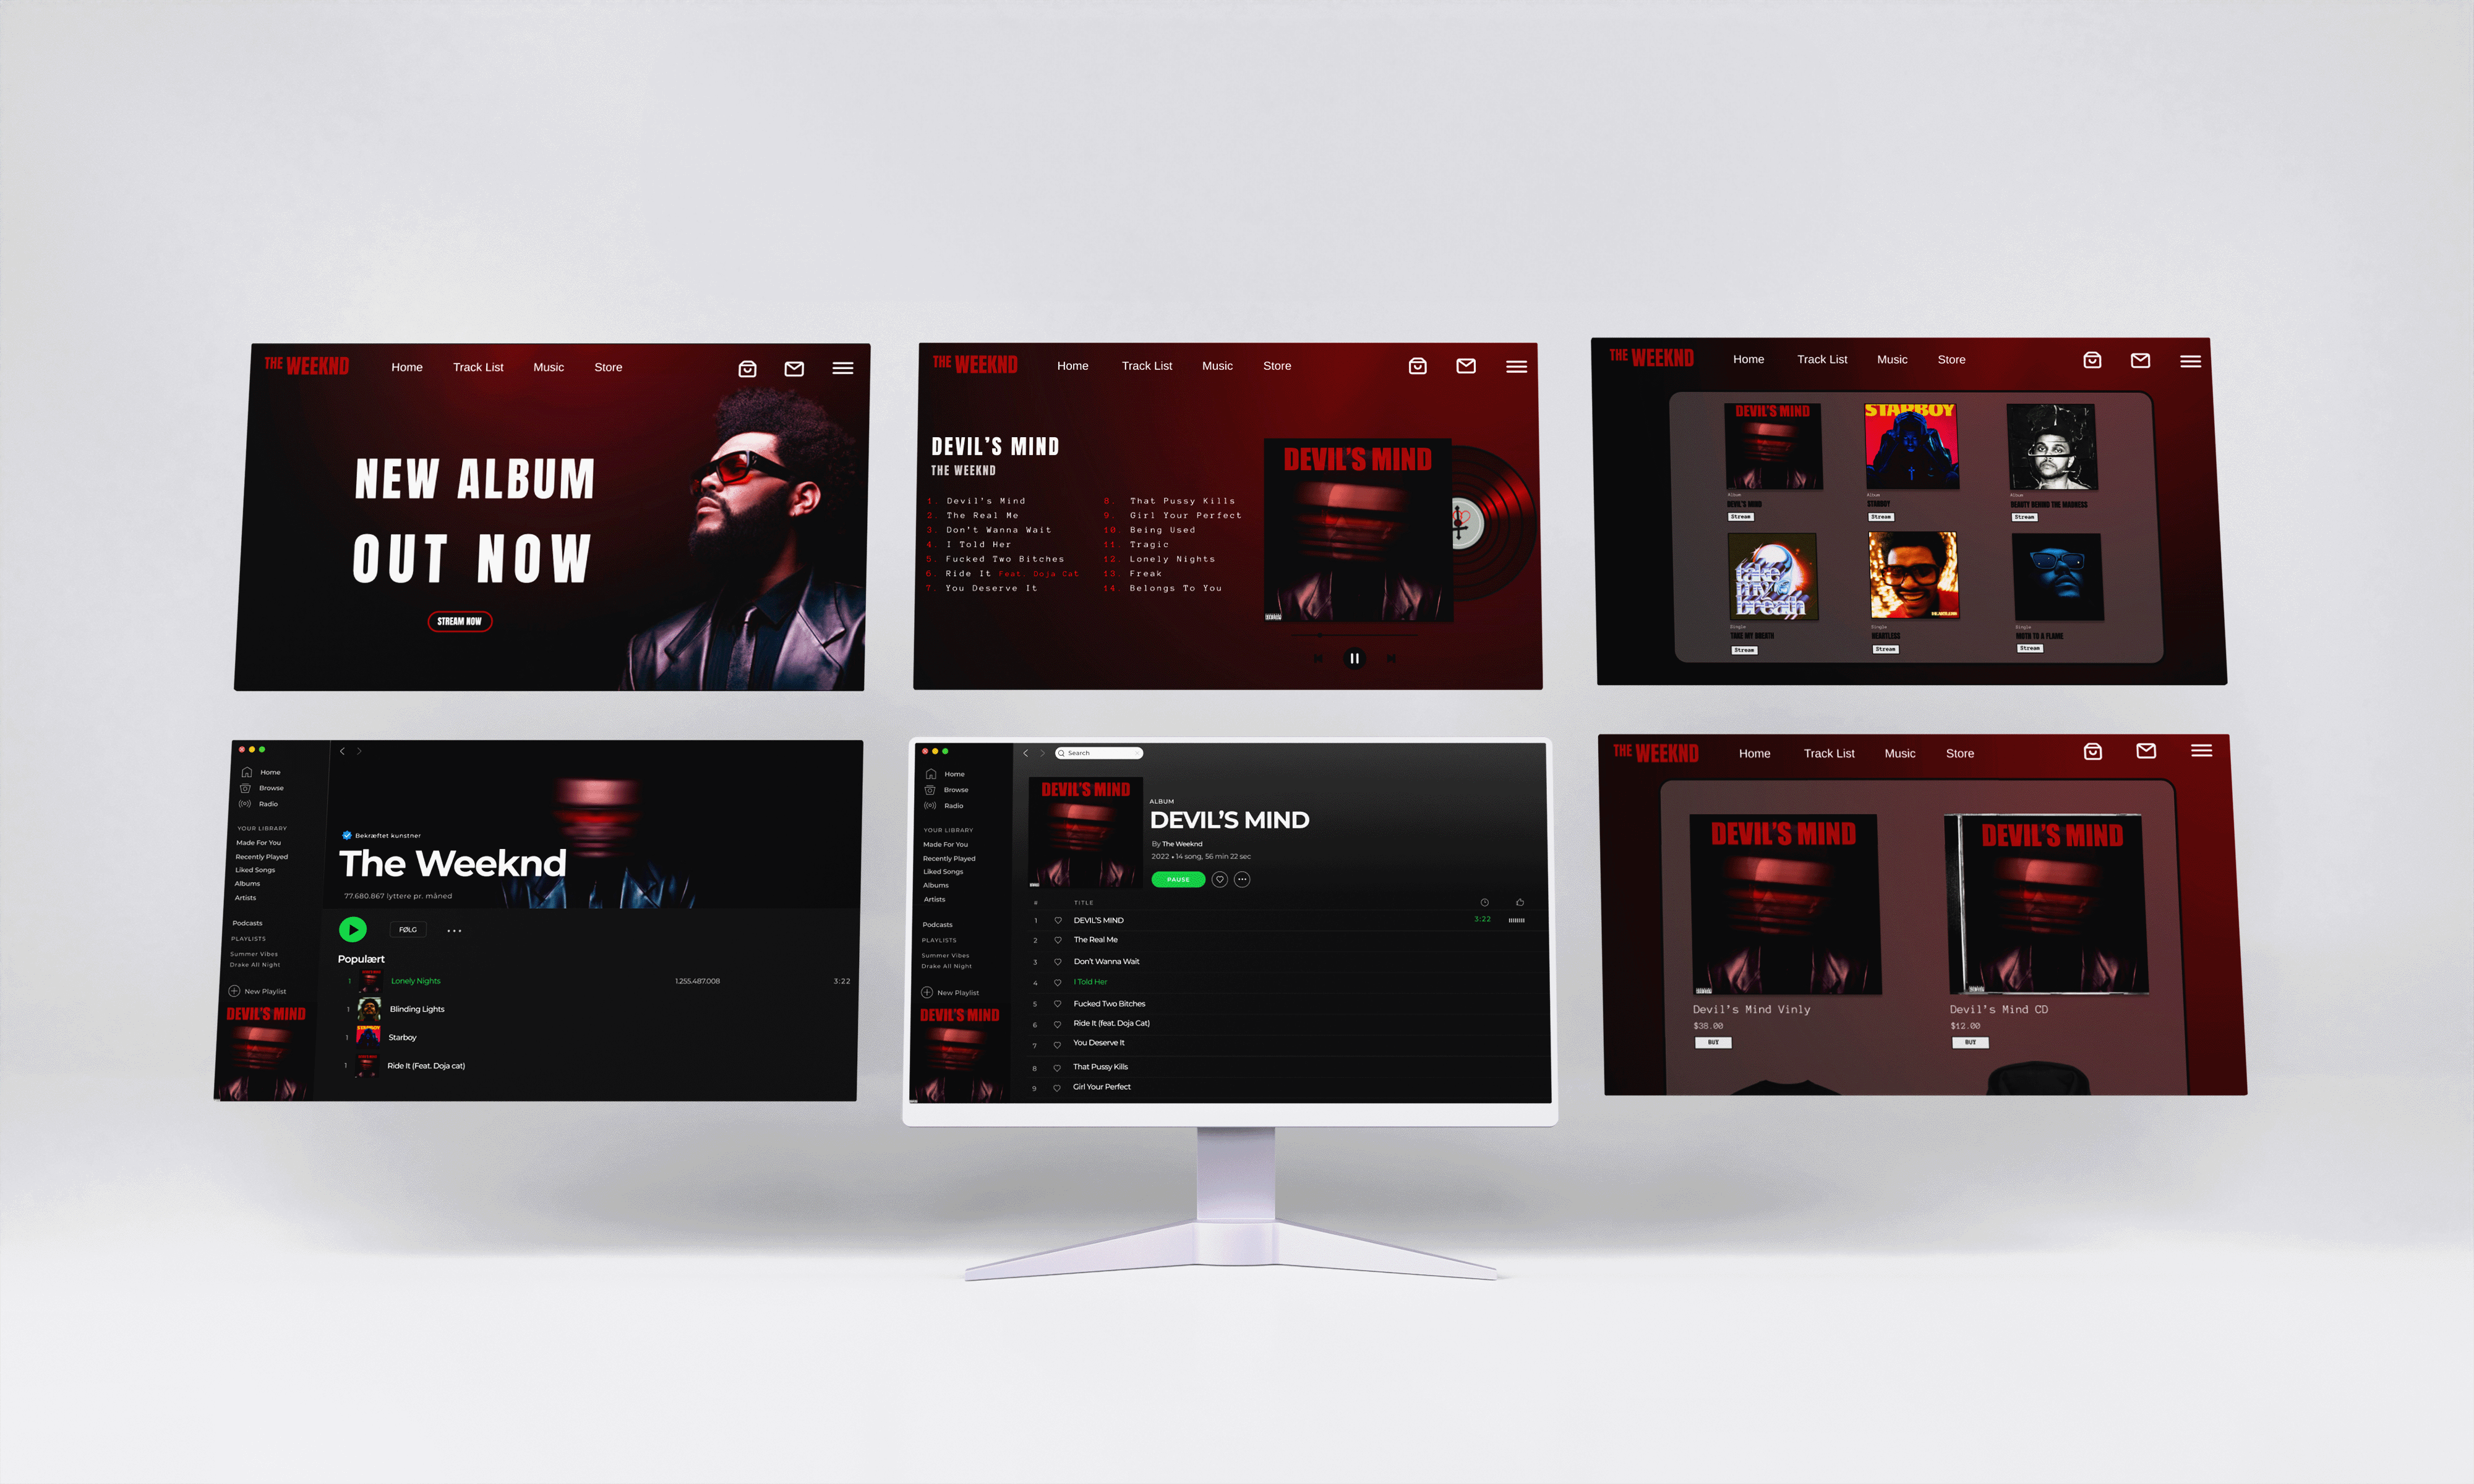 THE WEEKND Home Track List Music Store
NEW ALBUM
OUT NOW
STREAM NOW
THE WEEKND Home Track List Music Store
DEVIL'S MIND
THE WEEKND
1. Devil's Mind
2. The Real Me
3. Don't Wanna Wait
4. I Told Her
5. Fucked Two Bitches
6. Ride It Feat. Doja Cat
7. You Deserve It
8. That Pussy Kills
9. Girl Your Perfect
10. Being Used
11. Tragic
12. Lonely Nights
13. Freak
14. Belongs To You
DEVIL'S MIND
THE WEEKND Home Track List Music Store
DEVIL'S MIND
Album
DEVIL'S MIND
Stream
STARBOY
Album
STARBOY
Stream
Album
BEAUTY BEHIND THE MADNESS
Stream
take
my
breath
Single
TAKE MY BREATH
Stream
Single
HEARTLESS
Stream
Single
MOTH TO A FLAME
Stream
Home
Browse
Radio
YOUR LIBRARY
Made For You
Recently Played
Liked Songs
Albums
Artists
Podcasts
PLAYLISTS
Summer Vibes
Drake All Night
New Playlist
DEVIL'S MIND
Bekræftet kunstner
The Weeknd
77.680.867 lyttere pr. måned
FØLG
Populært
1 Lonely Nights 1.255.487.008 3:22
1 Blinding Lights
1 Starboy
1 Ride It (Feat. Doja cat)
Home
Browse
Radio
YOUR LIBRARY
Made For You
Recently Played
Liked Songs
Albums
Artists
Podcasts
PLAYLISTS
Summer Vibes
Drake All Night
New Playlist
DEVIL'S MIND
Search
DEVIL'S MIND
ALBUM
DEVIL'S MIND
By The Weeknd
2022 • 14 song, 56 min 22 sec
PAUSE
# TITLE
1 DEVIL'S MIND 3:22
2 The Real Me
3 Don't Wanna Wait
4 I Told Her
5 Fucked Two Bitches
6 Ride It (feat. Doja Cat)
7 You Deserve It
8 That Pussy Kills
9 Girl Your Perfect
THE WEEKND Home Track List Music Store
DEVIL'S MIND
Devil's Mind Vinly
$38.00
BUY
DEVIL'S MIND
Devil's Mind CD
$12.00
BUY